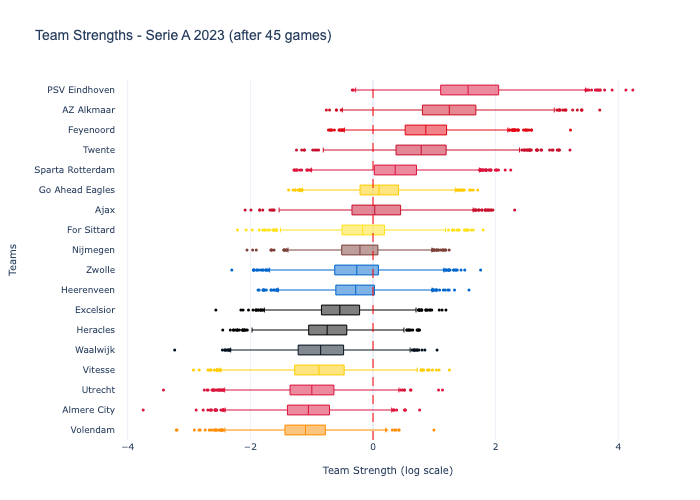 Team Strengths - Serie A 2023 (after 45 games)
PSV Eindhoven
AZ Alkmaar
Feyenoord
Twente
Sparta Rotterdam
Go Ahead Eagles
Ajax
For Sittard
Nijmegen
Zwolle
Heerenveen
Excelsior
Heracles
Waalwijk
Vitesse
Utrecht
Almere City
Volendam
Teams
−4 −2 0 2 4
Team Strength (log scale)